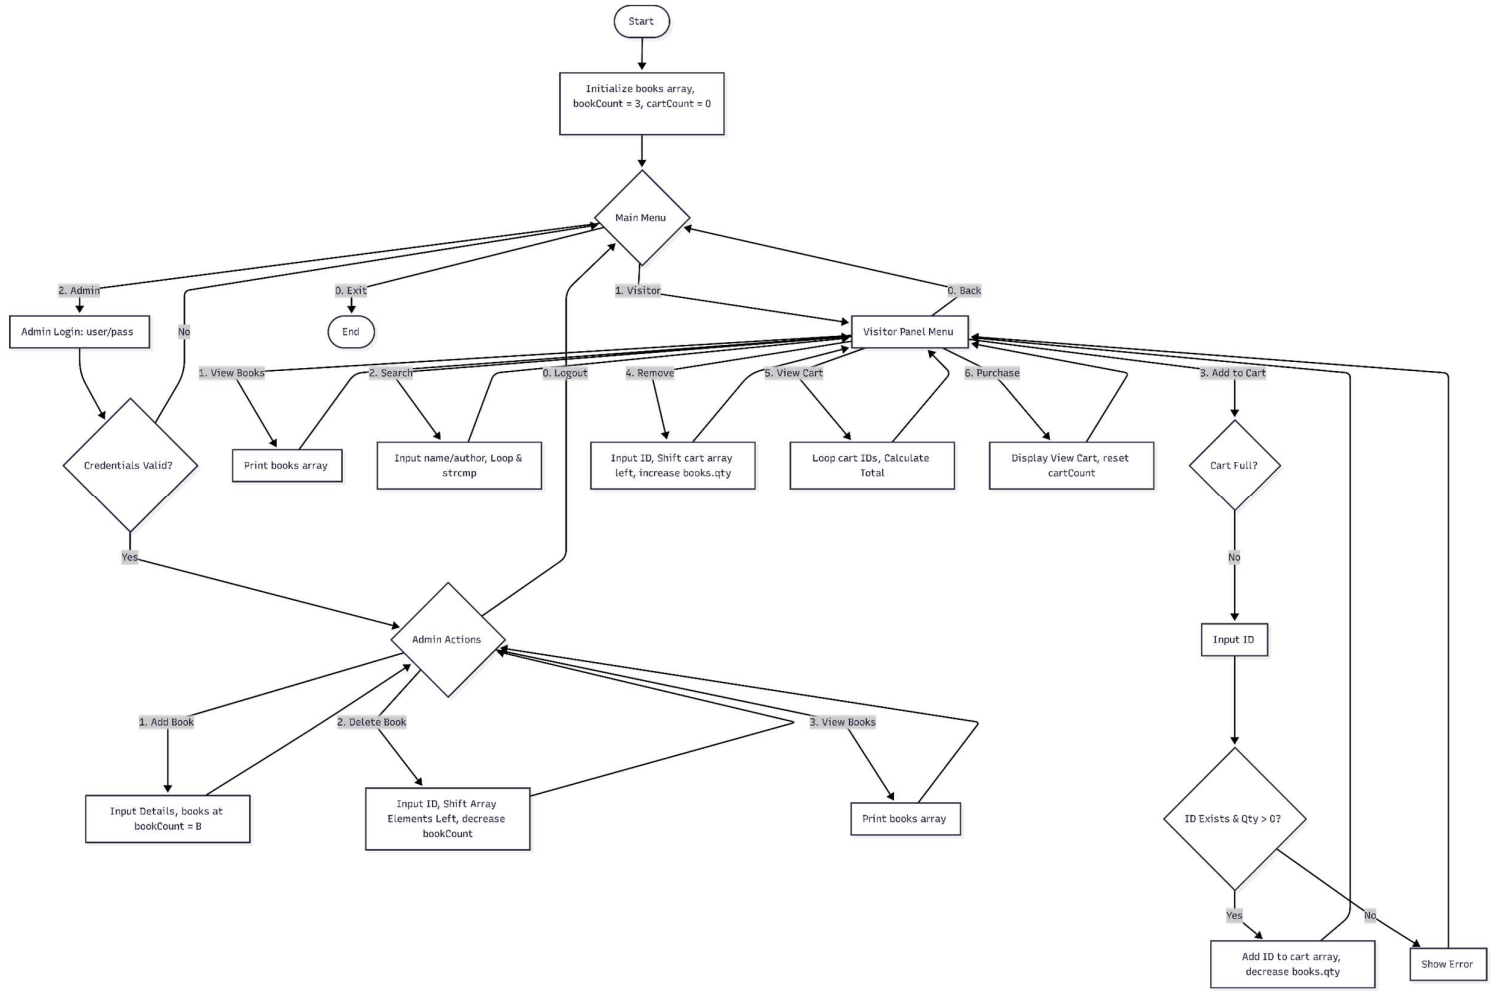 Start
Initialize books array,
bookCount = 3, cartCount = 0
Main Menu
2. Admin
0. Exit
1. Visitor
0. Back
Admin Login: user/pass
No
End
Visitor Panel Menu
1. View Books
2. Search
0. Logout
4. Remove
5. View Cart
6. Purchase
3. Add to Cart
Credentials Valid?
Print books array
Input name/author, Loop &
strcmp
Input ID, Shift cart array
left, increase books.qty
Loop cart IDs, Calculate
Total
Display View Cart, reset
cartCount
Cart Full?
Yes
No
Admin Actions
Input ID
1. Add Book
2. Delete Book
3. View Books
Input Details, books at
bookCount = B
Input ID, Shift Array
Elements Left, decrease
bookCount
Print books array
ID Exists & Qty > 0?
Yes
No
Add ID to cart array,
decrease books.qty
Show Error